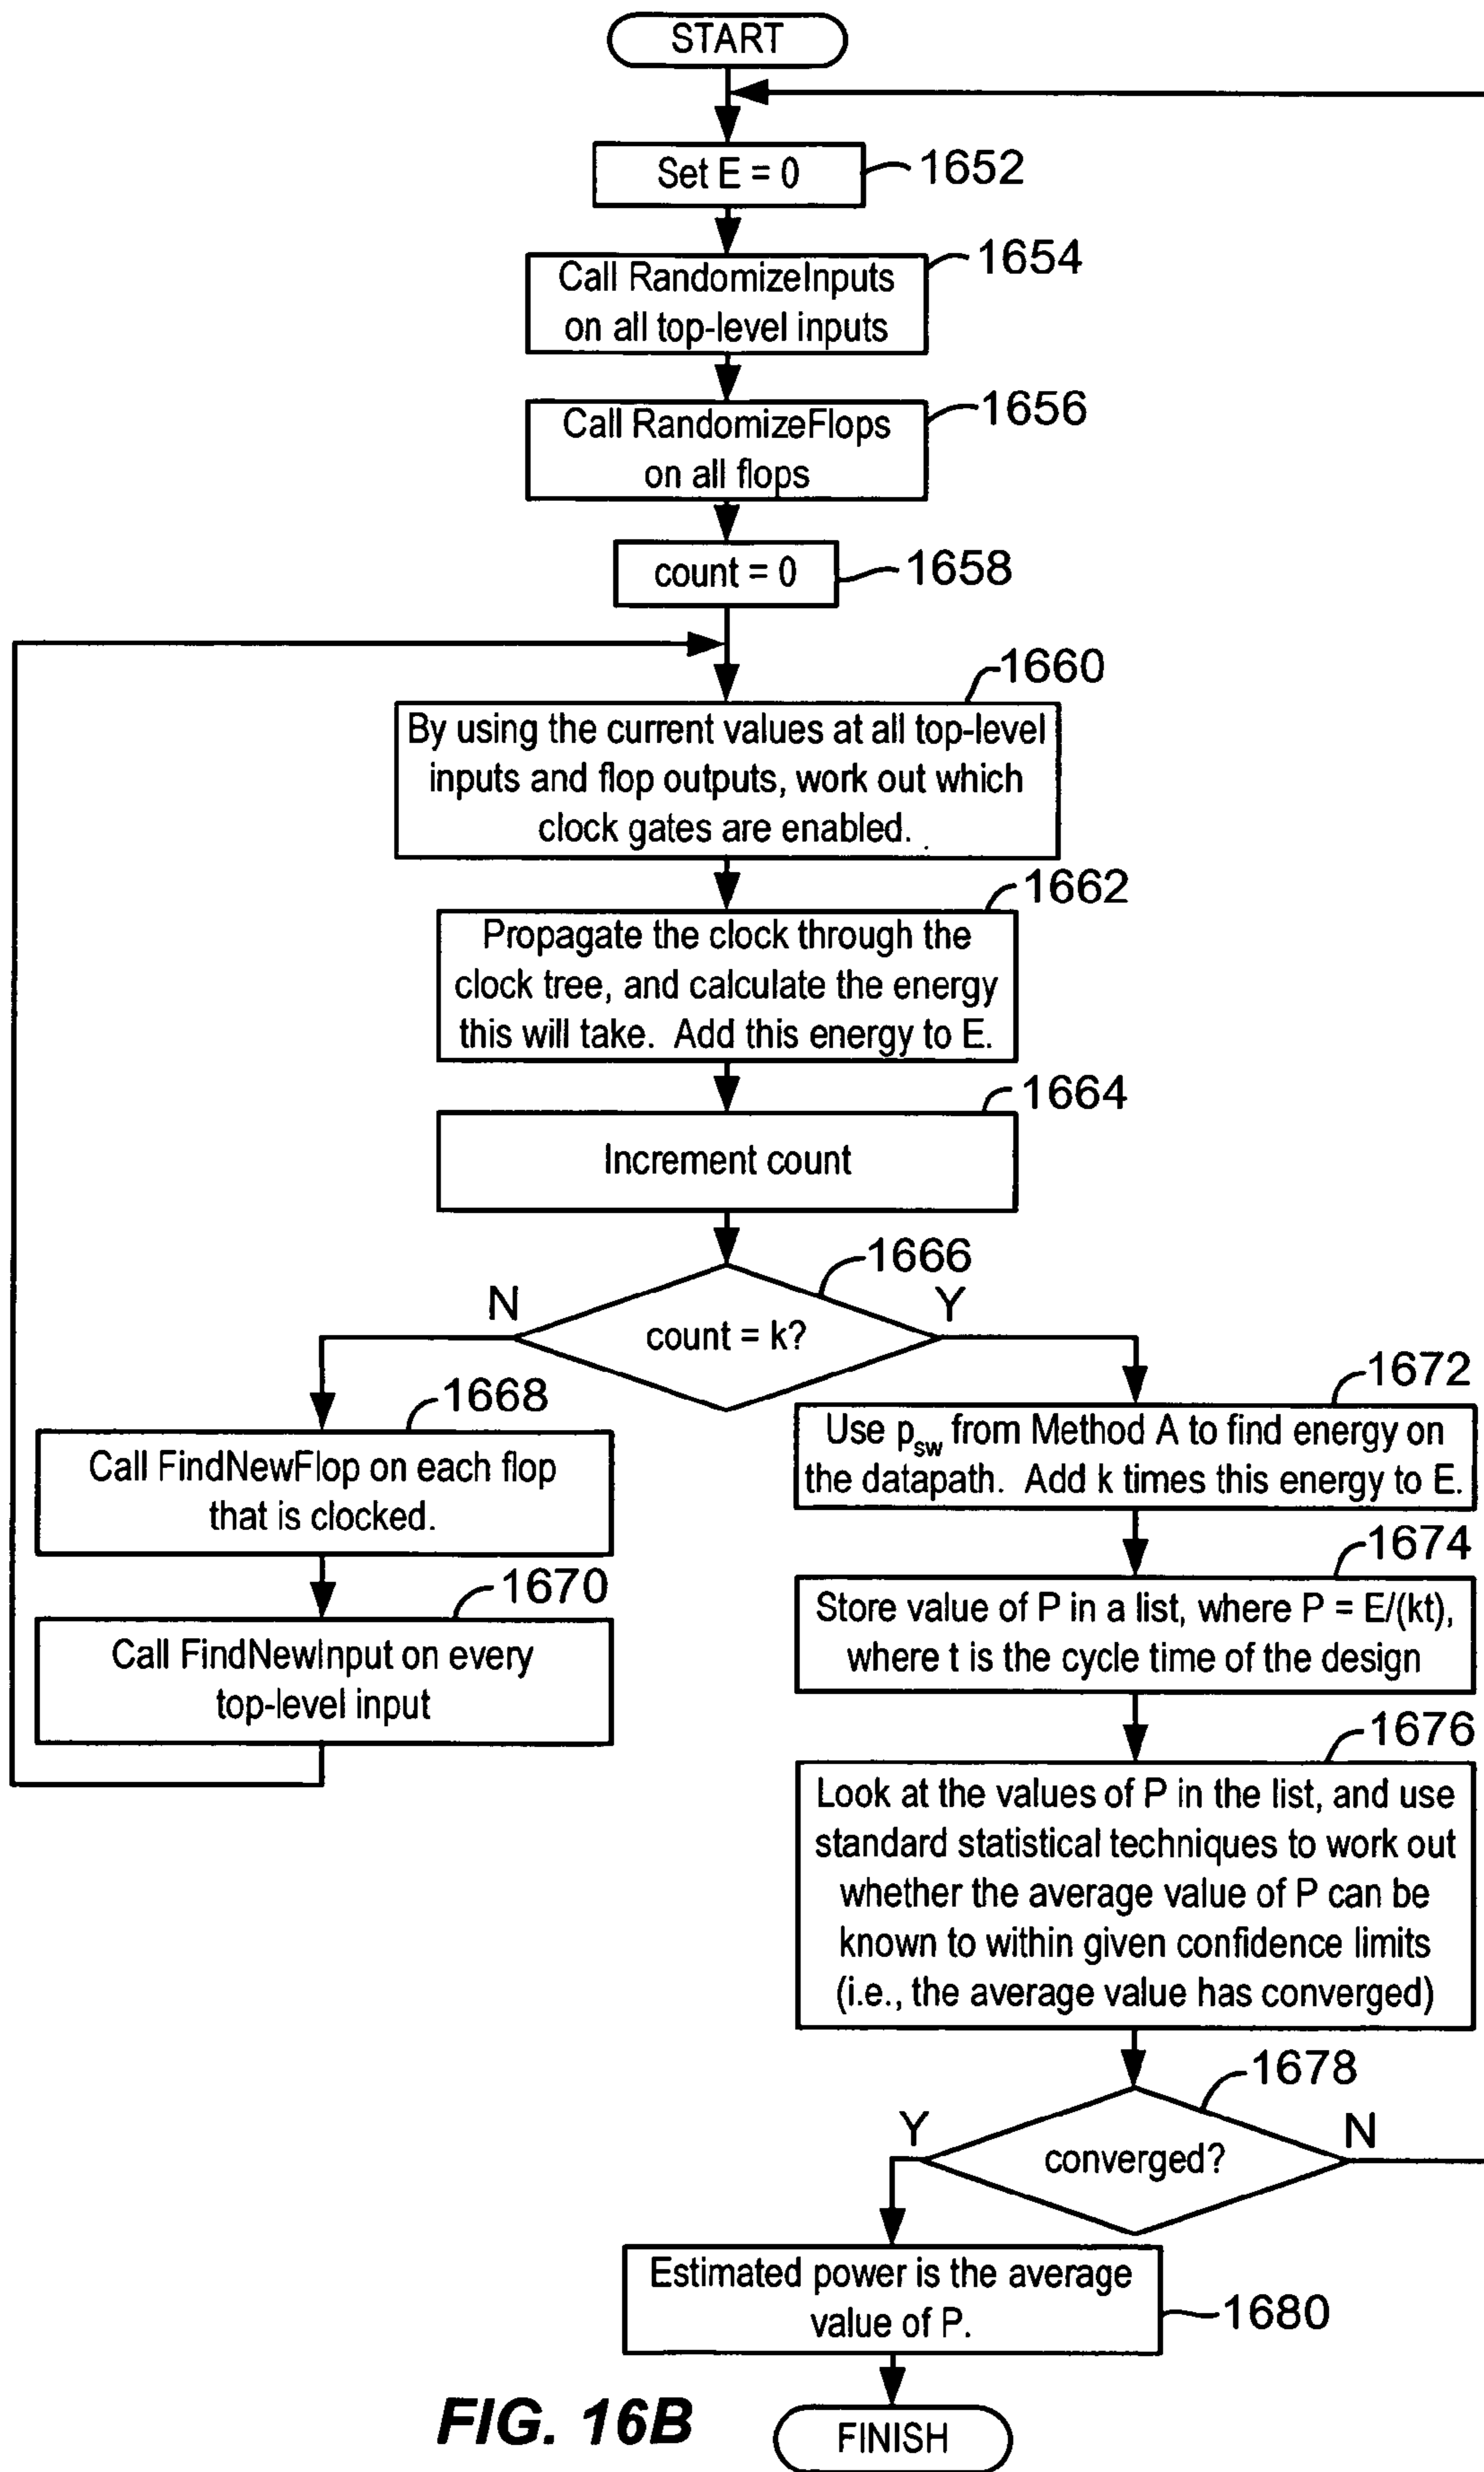 START
Set E = 0
1652
Call RandomizeInputs
on all top-level inputs
1654
Call RandomizeFlops
on all flops
1656
count = 0
1658
1660
By using the current values at all top-level
inputs and flop outputs, work out which
clock gates are enabled.
1662
Propagate the clock through the
clock tree, and calculate the energy
this will take. Add this energy to E.
1664
Increment count
1666
N
Y
count = k?
1668
Call FindNewFlop on each flop
that is clocked.
1670
Call FindNewInput on every
top-level input
1672
Use psw from Method A to find energy on
the datapath. Add k times this energy to E.
1674
Store value of P in a list, where P = E/(kt),
where t is the cycle time of the design
1676
Look at the values of P in the list, and use
standard statistical techniques to work out
whether the average value of P can be
known to within given confidence limits
(i.e., the average value has converged)
1678
Y
N
converged?
Estimated power is the average
value of P.
1680
FIG. 16B
FINISH